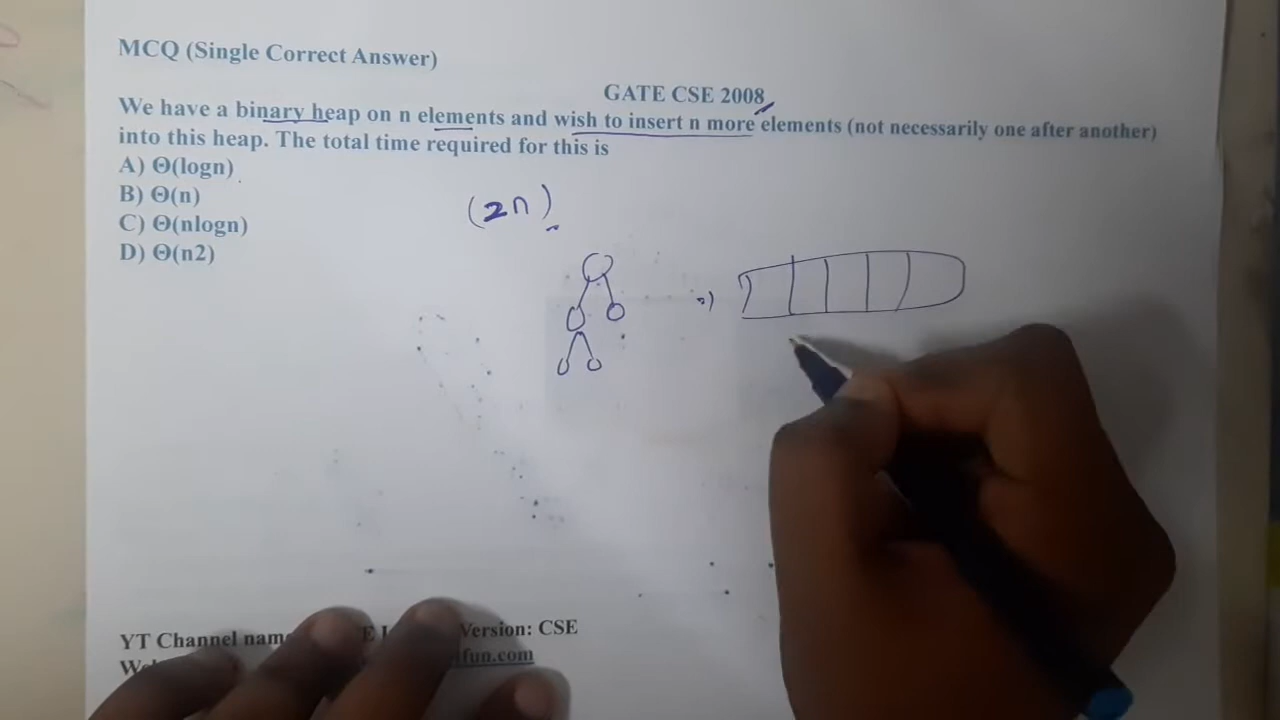 MCQ (Single Correct Answer)
GATE CSE 2008
We have a binary heap on n elements and wish to insert n more elements (not necessarily one after another)
into this heap. The total time required for this is
A) Θ(logn)
B) Θ(n)
C) Θ(nlogn)
D) Θ(n2)
(2n)
YT Channel Version: CSE
fun.com